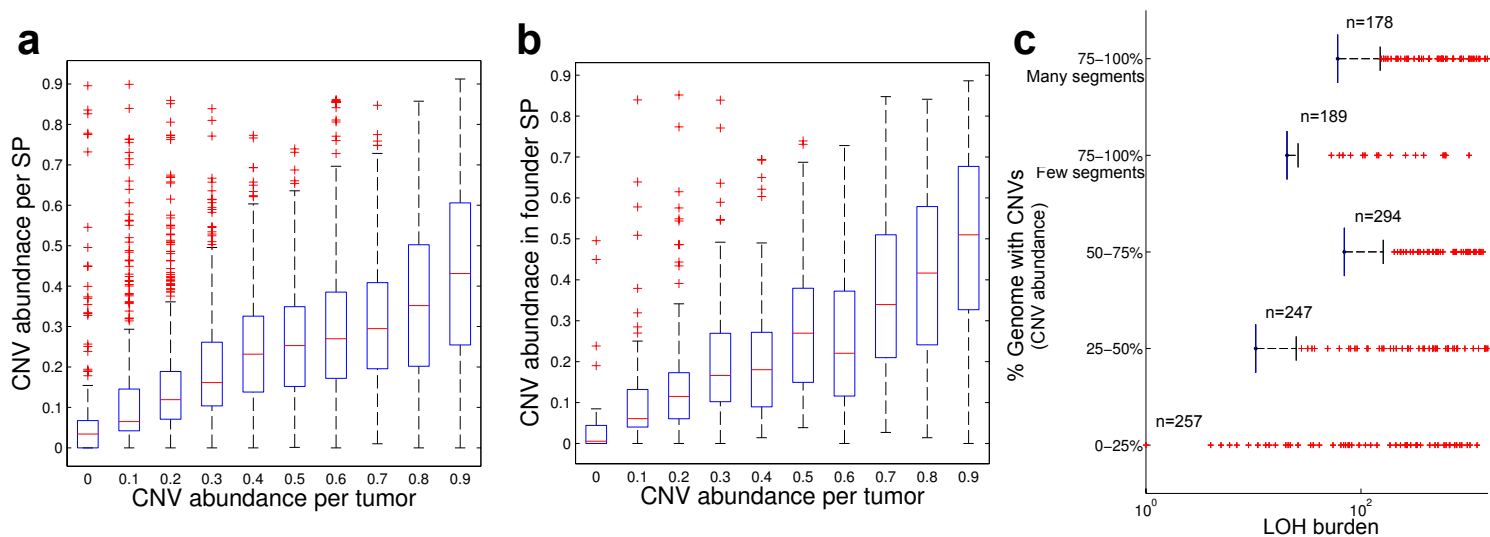 a
CNV abundnace per SP
0.9
0.8
0.7
0.6
0.5
0.4
0.3
0.2
0.1
0
0 0.1 0.2 0.3 0.4 0.5 0.6 0.7 0.8 0.9
CNV abundance per tumor
b
CNV abundnace in founder SP
0.9
0.8
0.7
0.6
0.5
0.4
0.3
0.2
0.1
0
0 0.1 0.2 0.3 0.4 0.5 0.6 0.7 0.8 0.9
CNV abundance per tumor
c
% Genome with CNVs
(CNV abundance)
n=178
75–100%
Many segments
n=189
75–100%
Few segments
n=294
50–75%
n=247
25–50%
n=257
0–25%
10^0 10^2
LOH burden